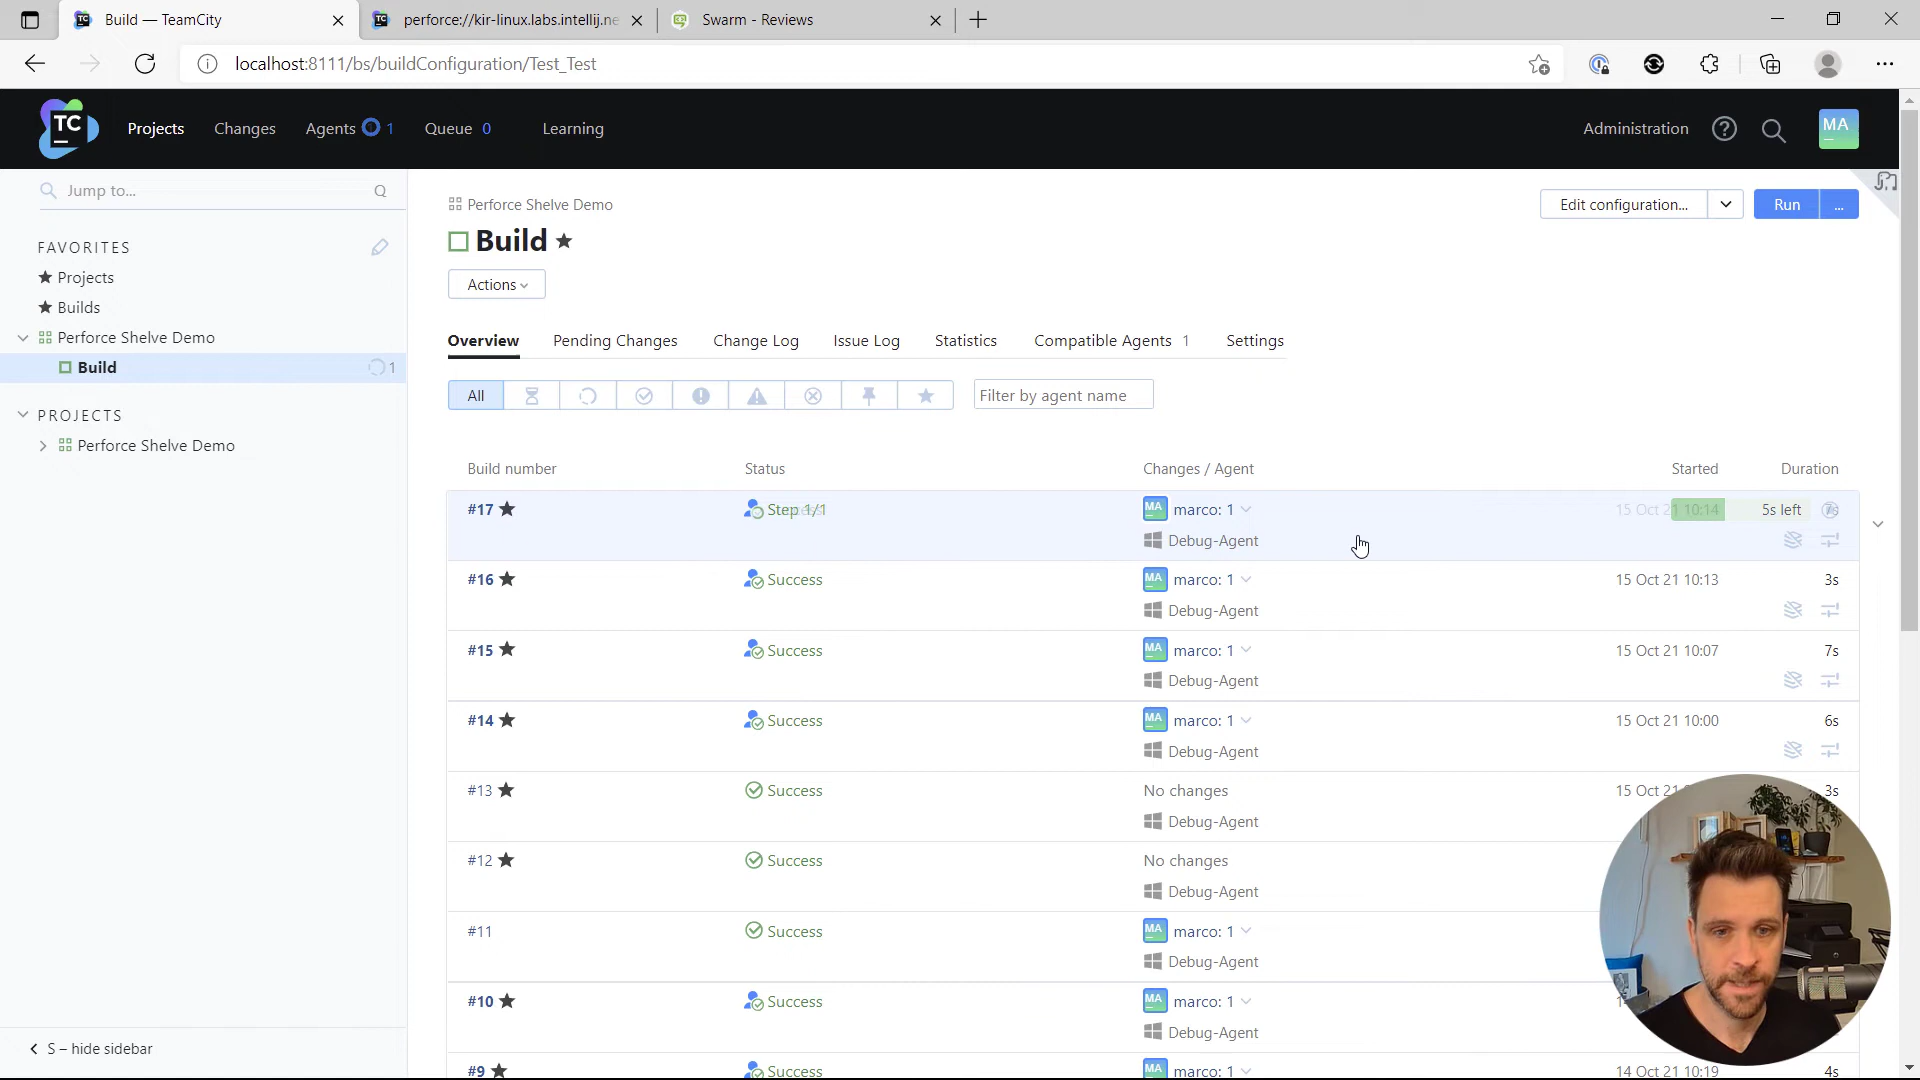 Build — TeamCity
perforce://kir-linux.labs.intellij.ne
Swarm - Reviews
localhost:8111/bs/buildConfiguration/Test_Test
TC
Projects
Changes
Agents 1
Queue 0
Learning
Administration
MA
Jump to...
Q
FAVORITES
Projects
Builds
Perforce Shelve Demo
Build
1
PROJECTS
Perforce Shelve Demo
S – hide sidebar
Perforce Shelve Demo
Build
Edit configuration...
Run
...
Actions
Overview
Pending Changes
Change Log
Issue Log
Statistics
Compatible Agents 1
Settings
All
Filter by agent name
Build number
Status
Changes / Agent
Started
Duration
#17
Step 1/1
MA
marco: 1
15 Oct 21 10:14
5s left
Debug-Agent
#16
Success
MA
marco: 1
15 Oct 21 10:13
3s
Debug-Agent
#15
Success
MA
marco: 1
15 Oct 21 10:07
7s
Debug-Agent
#14
Success
MA
marco: 1
15 Oct 21 10:00
6s
Debug-Agent
#13
Success
No changes
15 Oct 21
3s
Debug-Agent
#12
Success
No changes
Debug-Agent
#11
Success
MA
marco: 1
Debug-Agent
#10
Success
MA
marco: 1
Debug-Agent
#9
Success
MA
marco: 1
14 Oct 21 10:19
4s